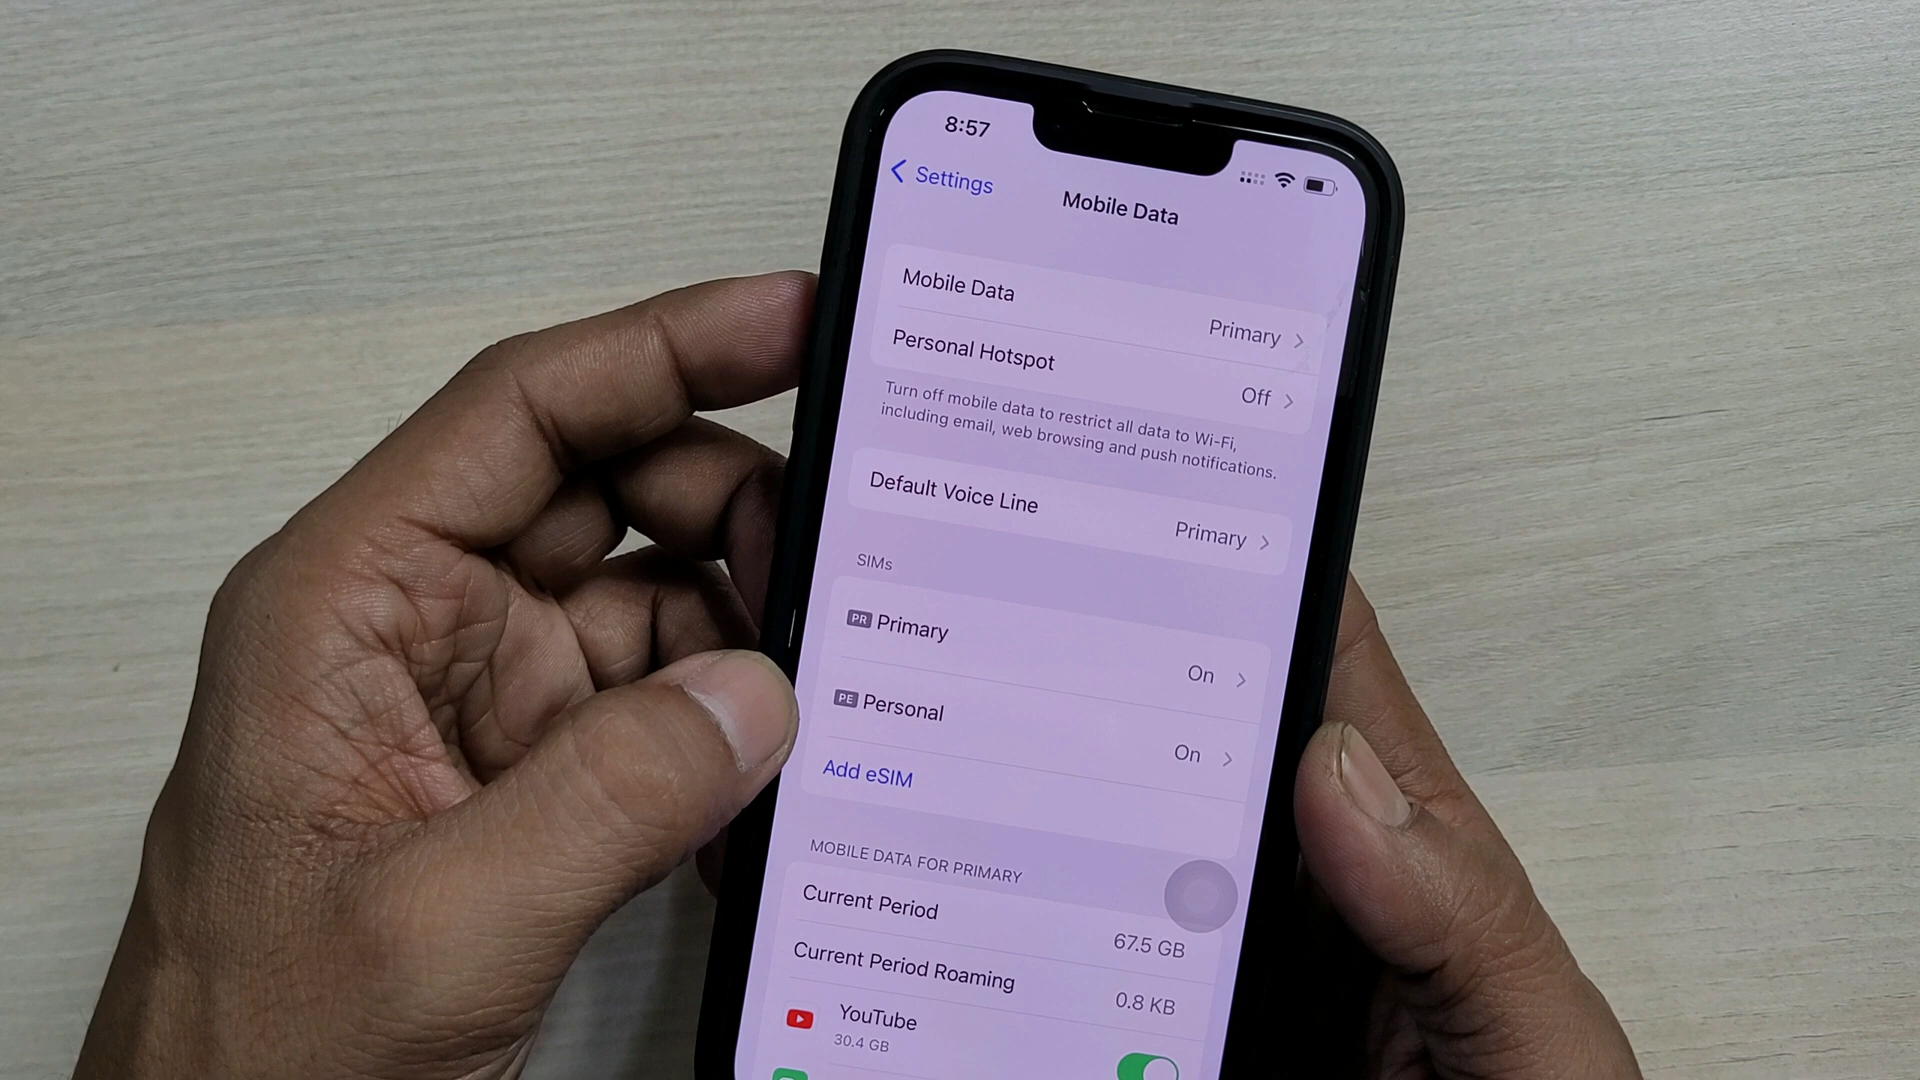 8:57
Settings
Mobile Data
Mobile Data
Primary
Personal Hotspot
Off
Turn off mobile data to restrict all data to Wi-Fi,
including email, web browsing and push notifications.
Default Voice Line
Primary
SIMs
PR Primary
On
PE Personal
On
Add eSIM
MOBILE DATA FOR PRIMARY
Current Period
67.5 GB
Current Period Roaming
0.8 KB
YouTube
30.4 GB